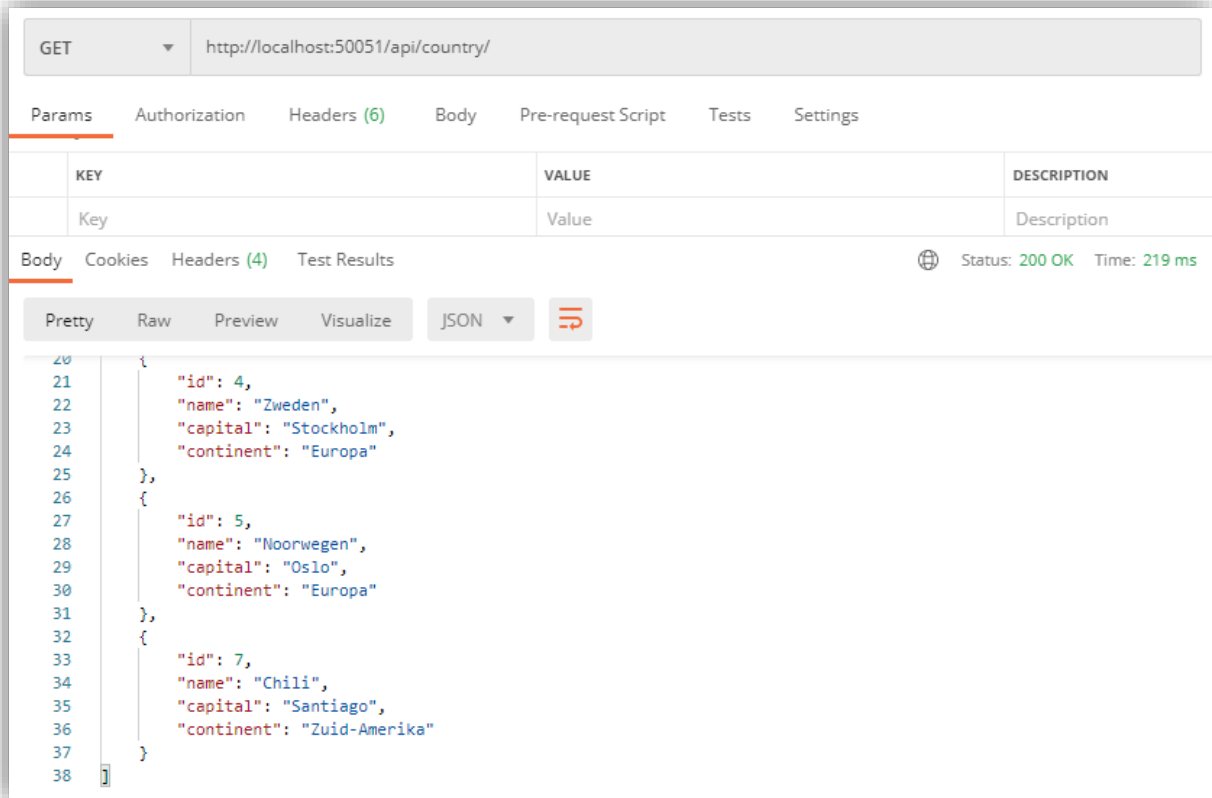 GET http://localhost:50051/api/country/
Params Authorization Headers (6) Body Pre-request Script Tests Settings
KEY VALUE DESCRIPTION
Key Value Description
Body Cookies Headers (4) Test Results Status: 200 OK Time: 219 ms
Pretty Raw Preview Visualize JSON
20 {
21 "id": 4,
22 "name": "Zweden",
23 "capital": "Stockholm",
24 "continent": "Europa"
25 },
26 {
27 "id": 5,
28 "name": "Noorwegen",
29 "capital": "Oslo",
30 "continent": "Europa"
31 },
32 {
33 "id": 7,
34 "name": "Chili",
35 "capital": "Santiago",
36 "continent": "Zuid-Amerika"
37 }
38 ]